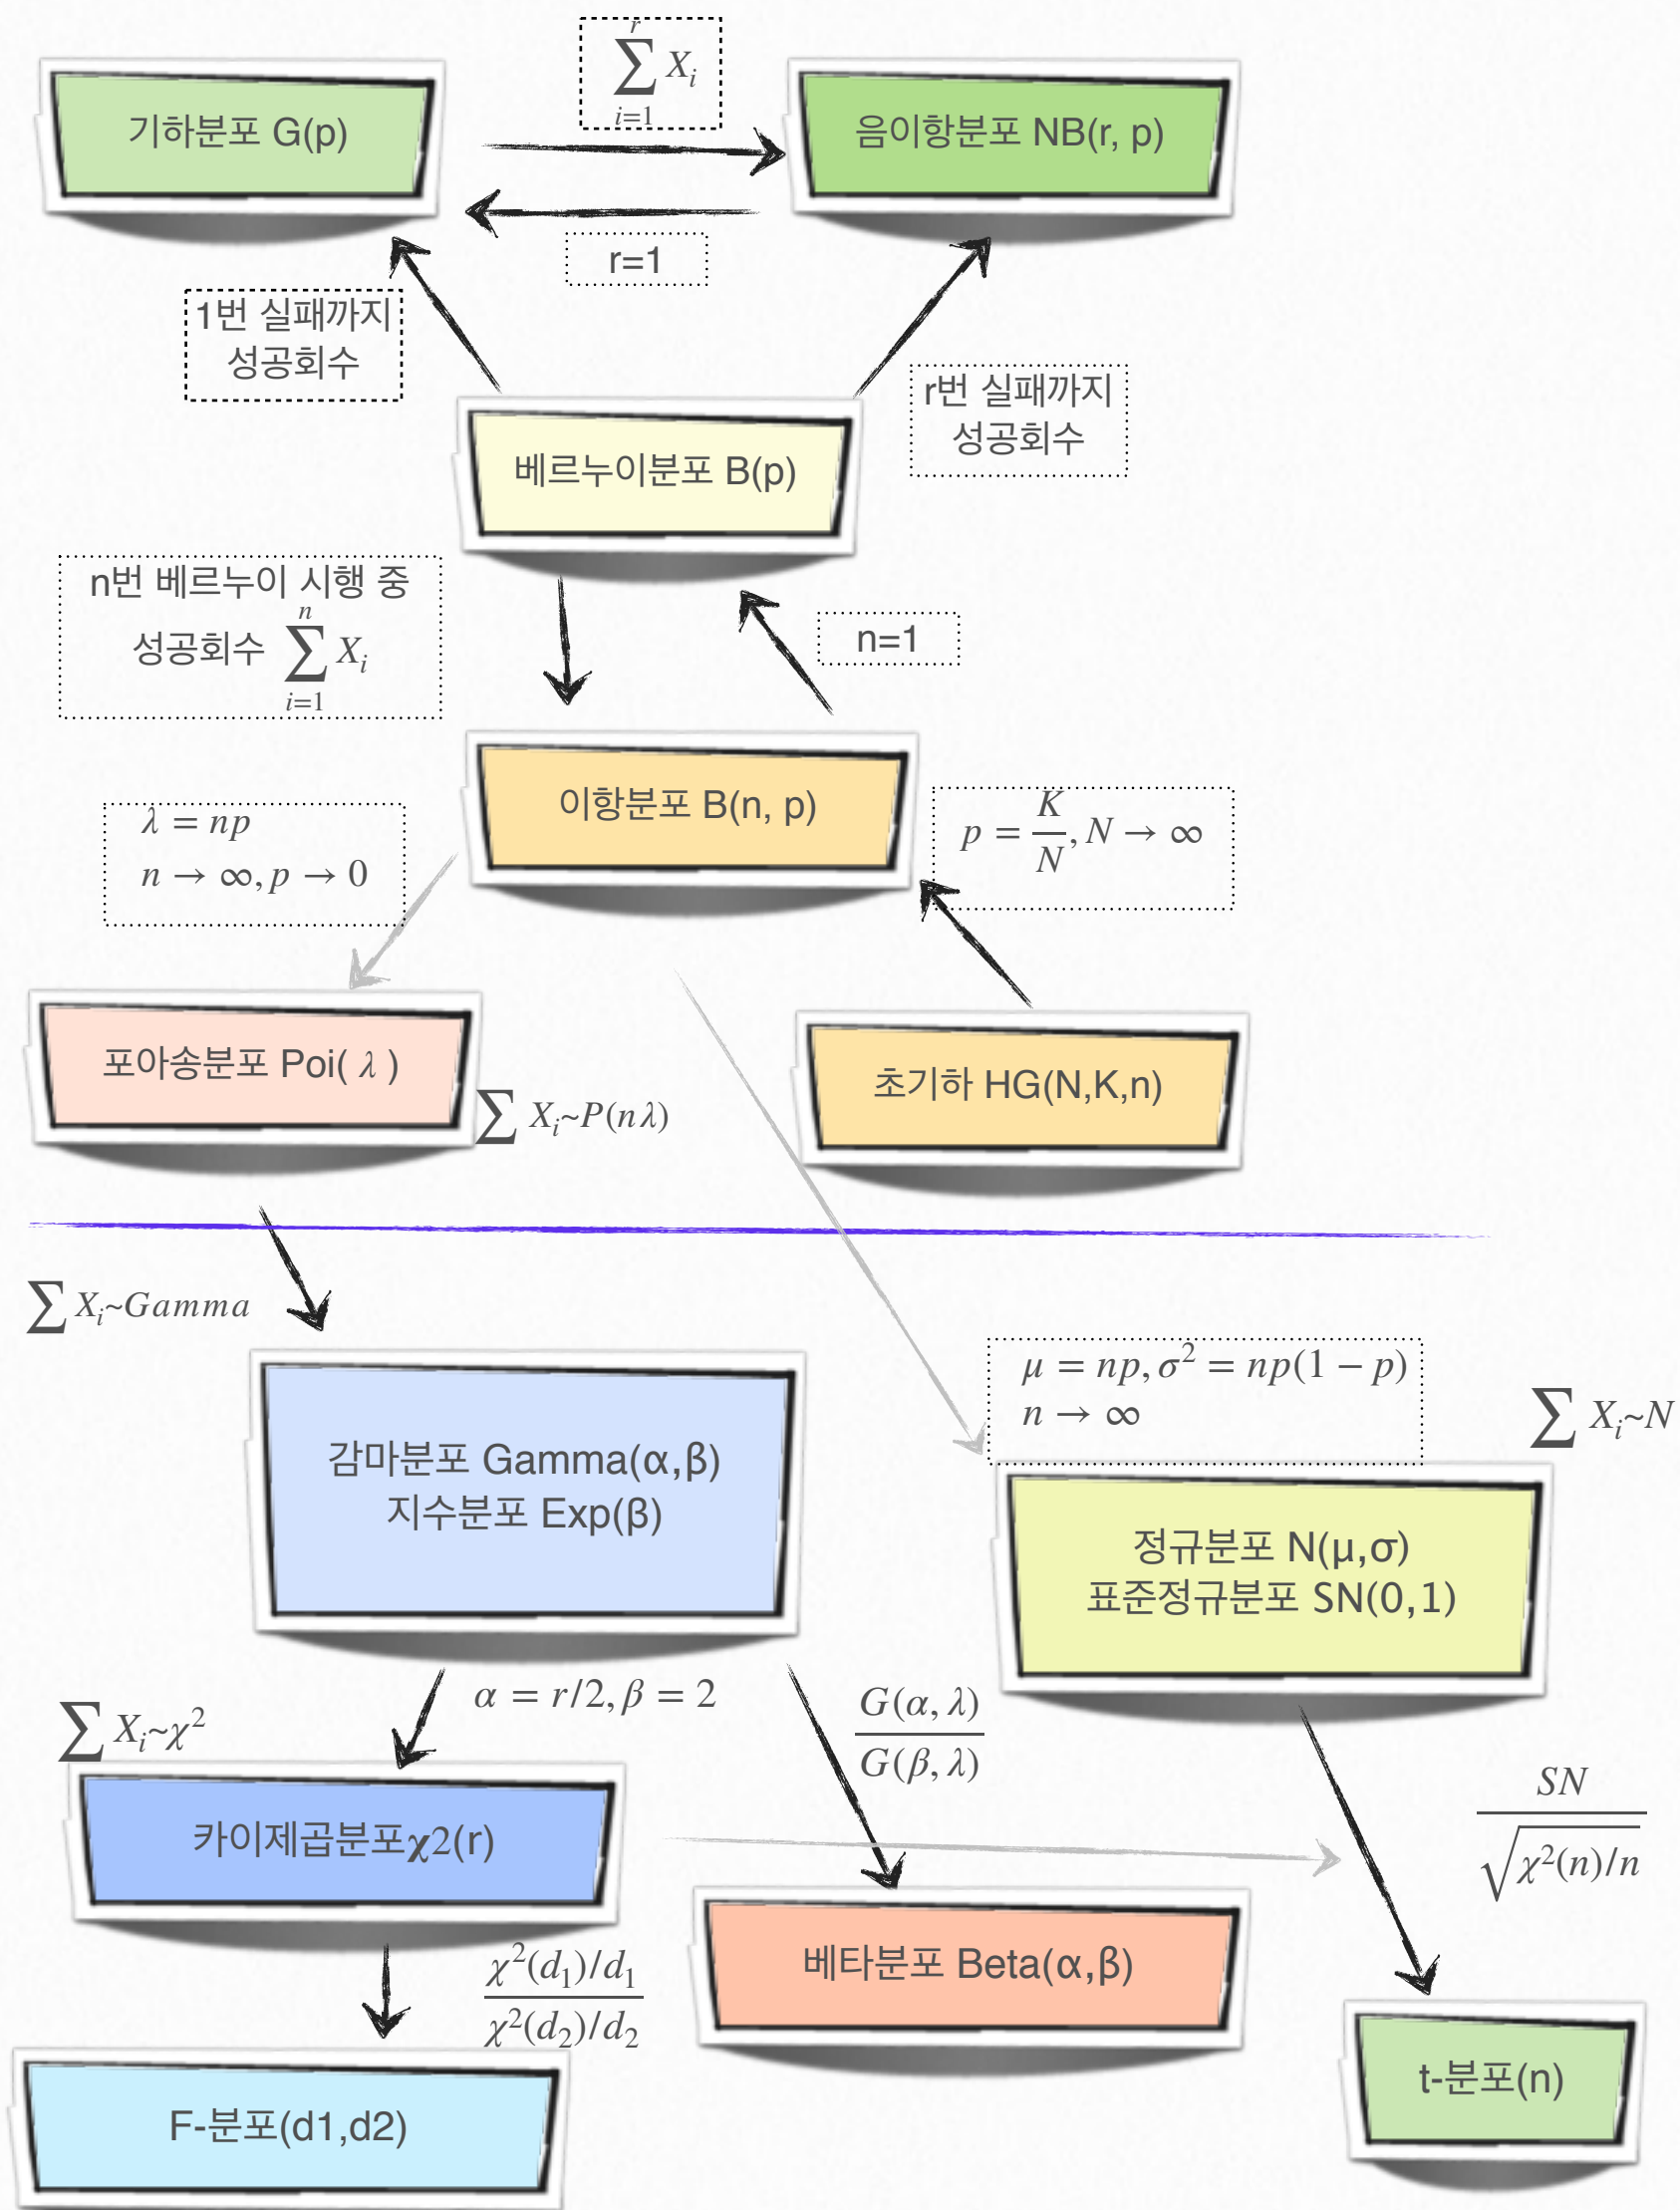 ∑_{i=1}^{r} X_i
기하분포 G(p)
음이항분포 NB(r, p)
r=1
1번 실패까지
성공회수
r번 실패까지
성공회수
베르누이분포 B(p)
n번 베르누이 시행 중
성공회수 ∑_{i=1}^{n} X_i
n=1
이항분포 B(n, p)
λ = np
n → ∞, p → 0
p = K/N, N → ∞
포아송분포 Poi( λ )
∑ X_i~P(nλ)
초기하 HG(N,K,n)
∑ X_i~Gamma
μ = np, σ² = np(1 − p)
n → ∞
∑ X_i~N
감마분포 Gamma(α,β)
지수분포 Exp(β)
정규분포 N(μ,σ)
표준정규분포 SN(0,1)
α = r/2, β = 2
∑ X_i~χ²
G(α, λ)
G(β, λ)
SN
√χ²(n)/n
카이제곱분포χ2(r)
베타분포 Beta(α,β)
χ²(d₁)/d₁
χ²(d₂)/d₂
t-분포(n)
F-분포(d1,d2)